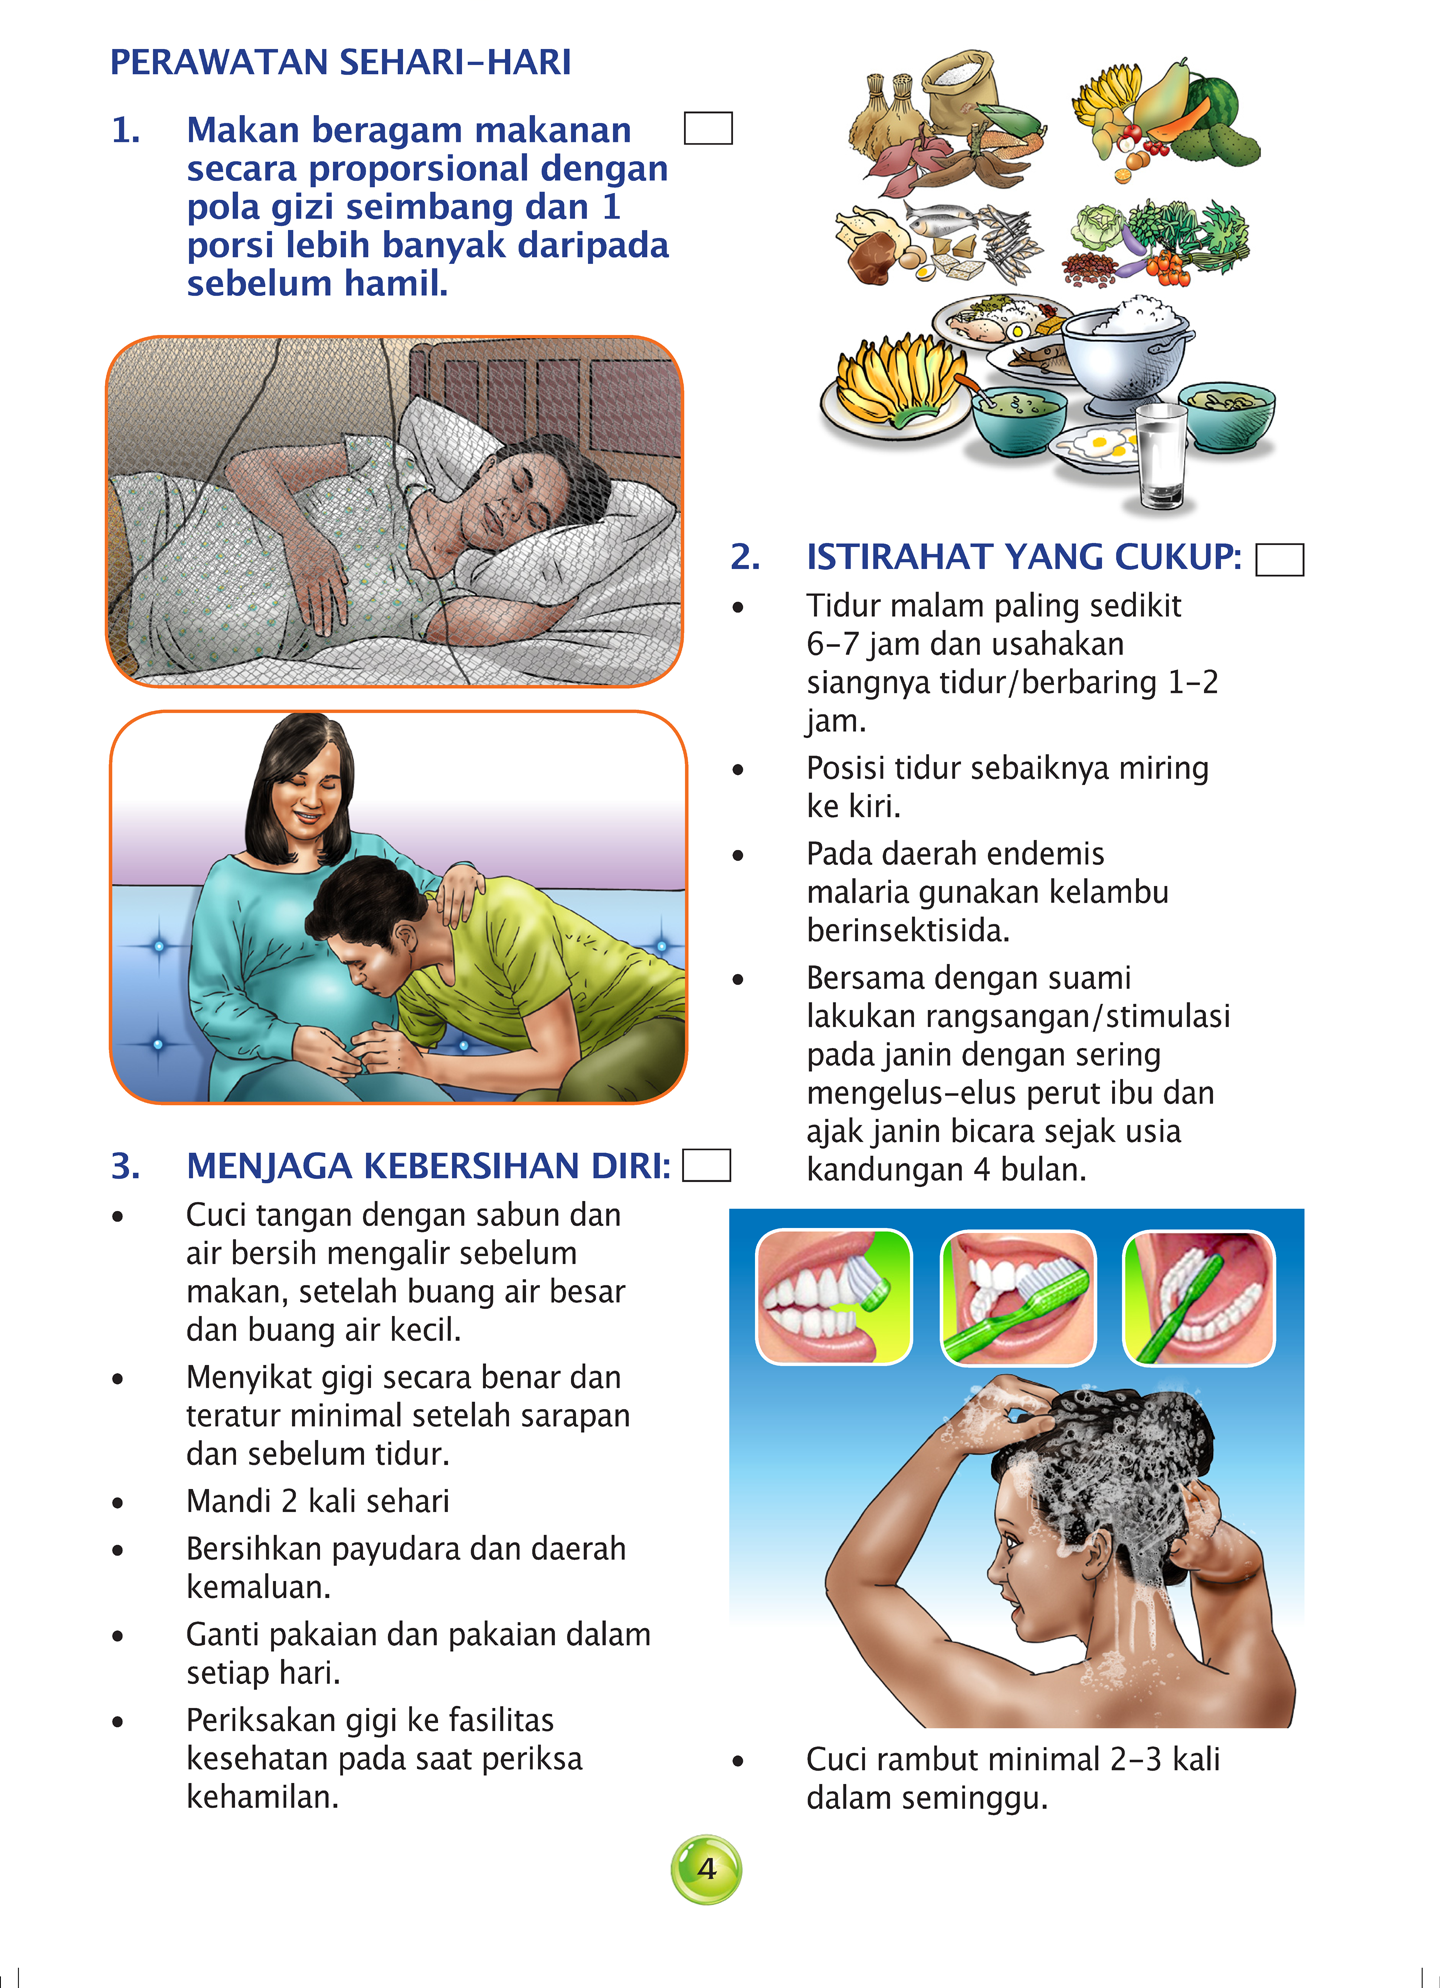 PERAWATAN SEHARI-HARI
1. Makan beragam makanan
secara proporsional dengan
pola gizi seimbang dan 1
porsi lebih banyak daripada
sebelum hamil.
2. ISTIRAHAT YANG CUKUP:
• Tidur malam paling sedikit
6-7 jam dan usahakan
siangnya tidur/berbaring 1-2
jam.
• Posisi tidur sebaiknya miring
ke kiri.
• Pada daerah endemis
malaria gunakan kelambu
berinsektisida.
• Bersama dengan suami
lakukan rangsangan/stimulasi
pada janin dengan sering
mengelus-elus perut ibu dan
ajak janin bicara sejak usia
kandungan 4 bulan.
3. MENJAGA KEBERSIHAN DIRI:
• Cuci tangan dengan sabun dan
air bersih mengalir sebelum
makan, setelah buang air besar
dan buang air kecil.
• Menyikat gigi secara benar dan
teratur minimal setelah sarapan
dan sebelum tidur.
• Mandi 2 kali sehari
• Bersihkan payudara dan daerah
kemaluan.
• Ganti pakaian dan pakaian dalam
setiap hari.
• Periksakan gigi ke fasilitas
kesehatan pada saat periksa
kehamilan.
• Cuci rambut minimal 2-3 kali
dalam seminggu.
4